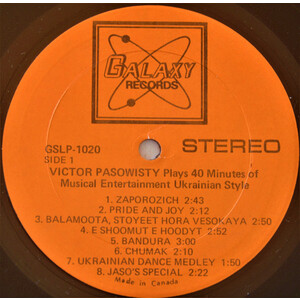 GALAXY
RECORDS
STEREO
GSLP-1020
SIDE 1
VICTOR PASOWISTY Plays 40 Minutes of
Musical Entertainment Ukrainian Style
1. ZAPOROZICH 2:43
2. PRIDE AND JOY 2:22
3. BALAMOOTA, STOYEET HORA VESOKAYA 2:50
4. E SHOOMUT E HOODYT 2:52
5. BANDURA 3:00
6. CHUMAK 2:10
7. UKRAINIAN DANCE MEDLEY 1:50
8. JASO'S SPECIAL 2:22
Made in Canada